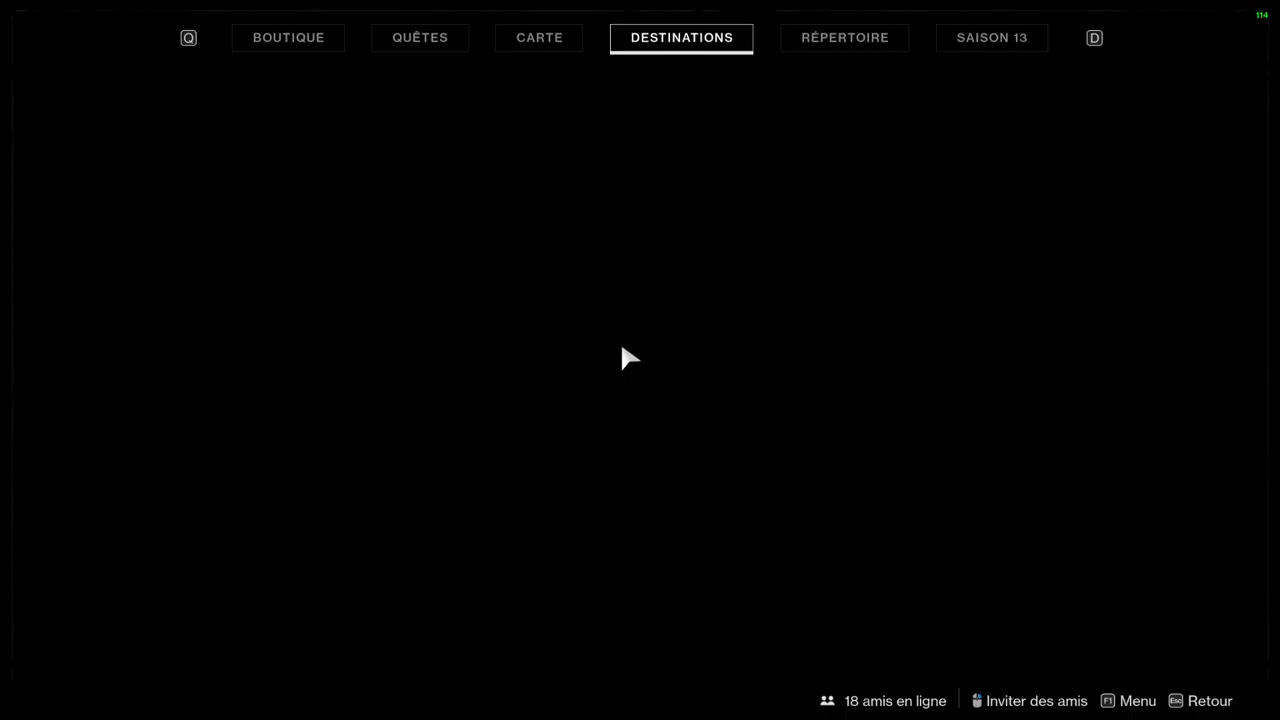 114
Q BOUTIQUE QUÊTES CARTE DESTINATIONS RÉPERTOIRE SAISON 13 D
18 amis en ligne Inviter des amis F1 Menu Esc Retour